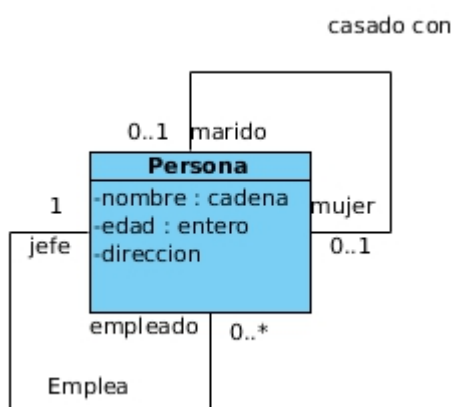 casado con
0..1 marido
Persona
-nombre : cadena
-edad : entero
-direccion
1
jefe
mujer
0..1
empleado
0..*
Emplea